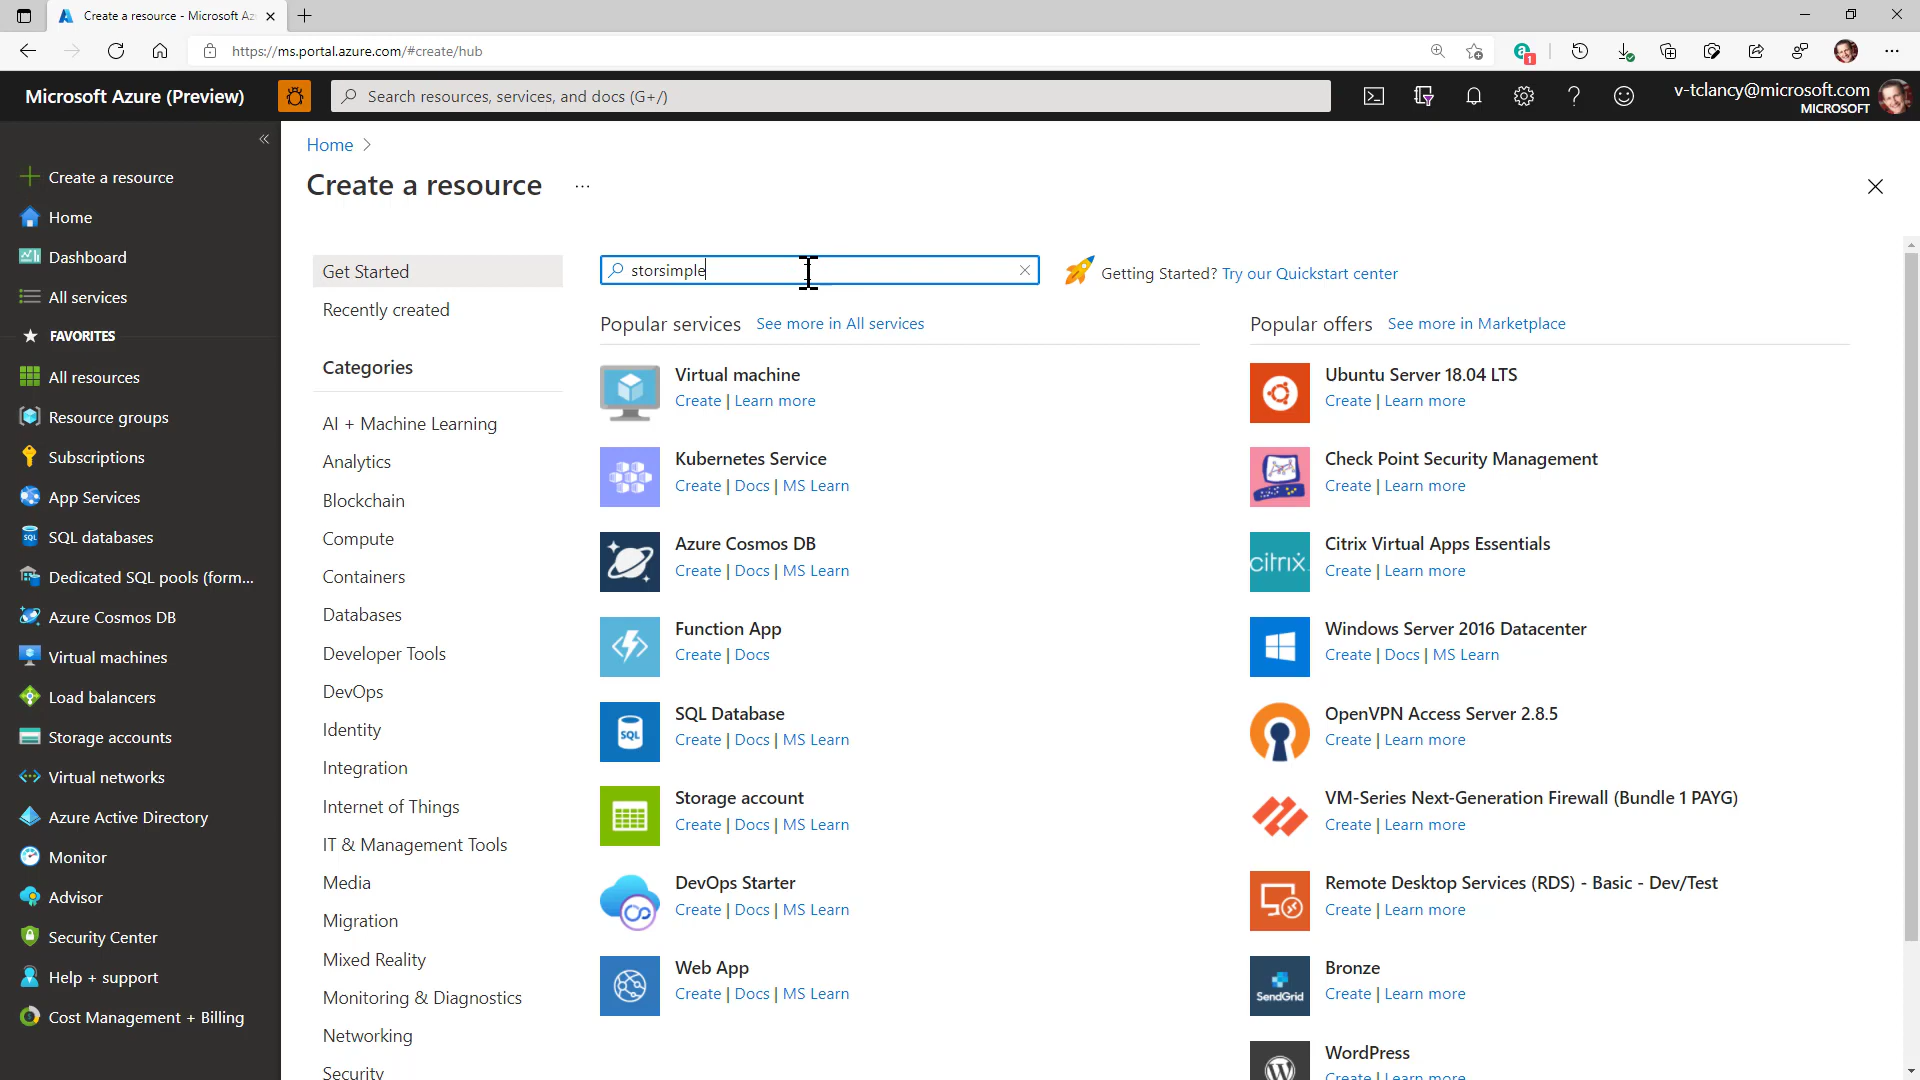 Create a resource - Microsoft Az
https://ms.portal.azure.com/#create/hub
1
Microsoft Azure (Preview)
Search resources, services, and docs (G+/)
v-tclancy@microsoft.com
MICROSOFT
Create a resource
Home
Dashboard
All services
FAVORITES
All resources
Resource groups
Subscriptions
App Services
SQL databases
Dedicated SQL pools (form...
Azure Cosmos DB
Virtual machines
Load balancers
Storage accounts
Virtual networks
Azure Active Directory
Monitor
Advisor
Security Center
Help + support
Cost Management + Billing
Home
Create a resource
Get Started
Recently created
Categories
AI + Machine Learning
Analytics
Blockchain
Compute
Containers
Databases
Developer Tools
DevOps
Identity
Integration
Internet of Things
IT & Management Tools
Media
Migration
Mixed Reality
Monitoring & Diagnostics
Networking
Security
storsimple
Getting Started? Try our Quickstart center
Popular services See more in All services
Virtual machine
Create | Learn more
Kubernetes Service
Create | Docs | MS Learn
Azure Cosmos DB
Create | Docs | MS Learn
Function App
Create | Docs
SQL
SQL Database
Create | Docs | MS Learn
Storage account
Create | Docs | MS Learn
DevOps Starter
Create | Docs | MS Learn
Web App
Create | Docs | MS Learn
Popular offers See more in Marketplace
Ubuntu Server 18.04 LTS
Create | Learn more
Check Point Security Management
Create | Learn more
citrix
Citrix Virtual Apps Essentials
Create | Learn more
Windows Server 2016 Datacenter
Create | Docs | MS Learn
OpenVPN Access Server 2.8.5
Create | Learn more
VM-Series Next-Generation Firewall (Bundle 1 PAYG)
Create | Learn more
Remote Desktop Services (RDS) - Basic - Dev/Test
Create | Learn more
SendGrid
Bronze
Create | Learn more
WordPress
Create | Learn more